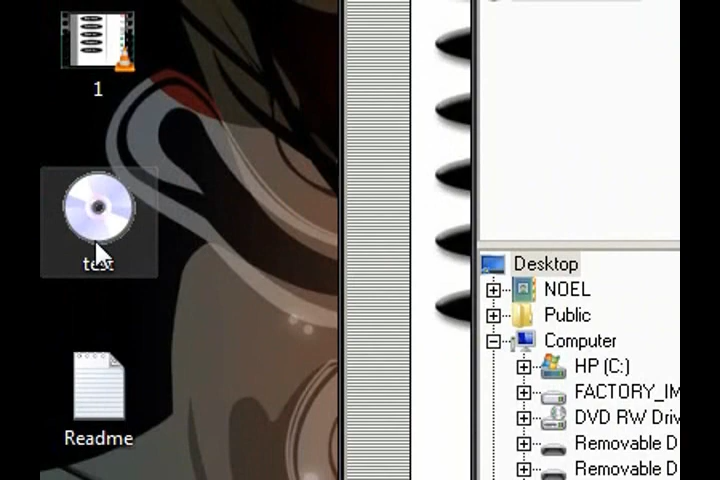 1
test
Readme
Desktop
NOEL
Public
Computer
HP (C:)
FACTORY_IM
DVD RW Driv
Removable D
Removable D